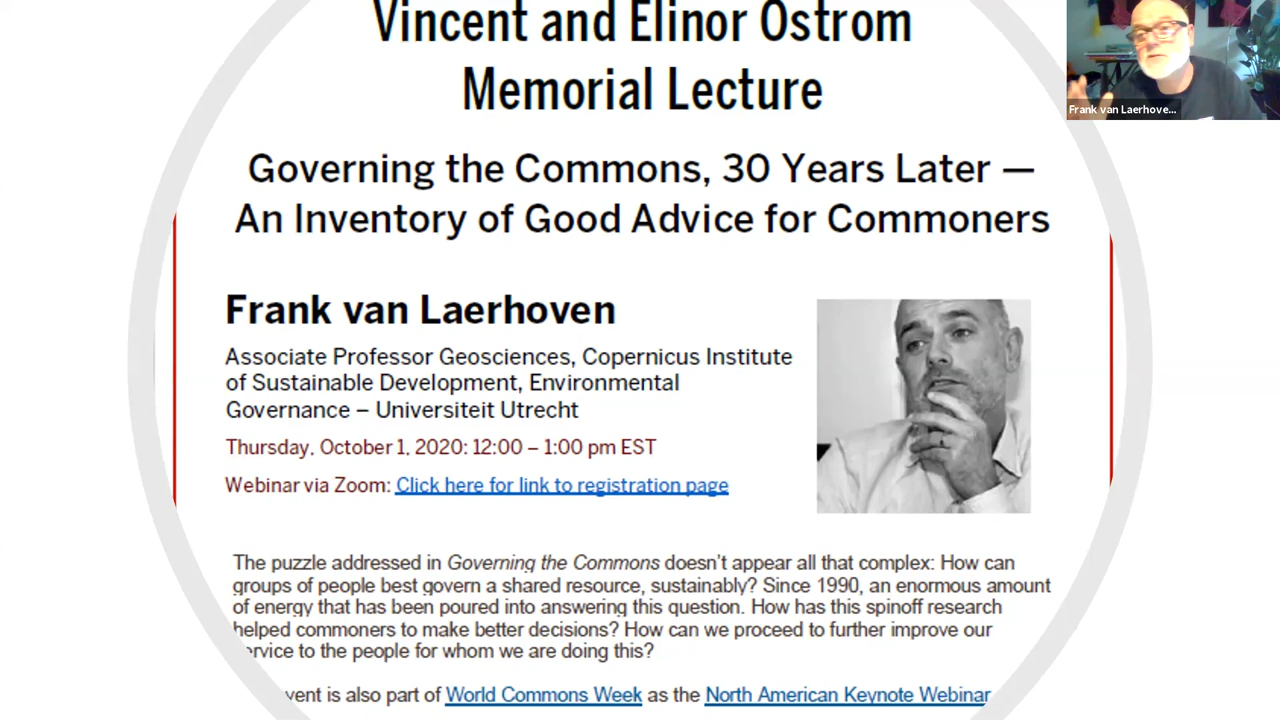 Vincent and Elinor Ostrom
Memorial Lecture
Frank van Laerhove...
Governing the Commons, 30 Years Later —
An Inventory of Good Advice for Commoners
Frank van Laerhoven
Associate Professor Geosciences, Copernicus Institute
of Sustainable Development, Environmental
Governance – Universiteit Utrecht
Thursday, October 1, 2020: 12:00 – 1:00 pm EST
Webinar via Zoom: Click here for link to registration page
The puzzle addressed in Governing the Commons doesn't appear all that complex: How can
groups of people best govern a shared resource, sustainably? Since 1990, an enormous amount
of energy that has been poured into answering this question. How has this spinoff research
helped commoners to make better decisions? How can we proceed to further improve our
ervice to the people for whom we are doing this?
vent is also part of World Commons Week as the North American Keynote Webinar